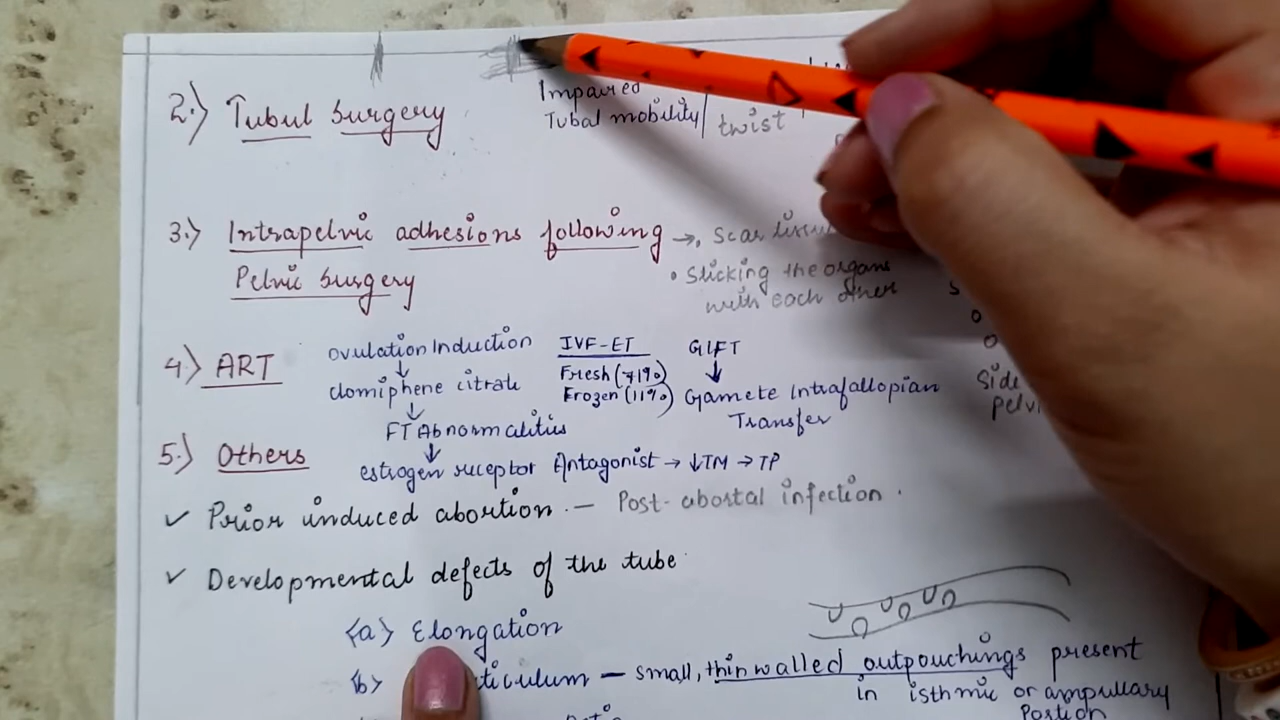 2.) Tubul Surgery
Impaired
Tubal mobility/ twist
3.) Intrapelvic adhesions following → . Scar
Pelvic Surgery
• Sticking the organs
with each other
4.) ART
Ovulation Induction
↓
clomiphene citrate
↓
FT Abnormalities
↓
estrogen receptor Antagonist → ↓TM → TP
IVF-ET
Fresh (71%)
Frozen (11%)
GIFT
↓
Gamete Intrafallopian
Transfer
Side
5.) Others
✓ Prior induced abortion. — Post-abortal infection.
✓ Developmental defects of the tube
<a> Elongation
<b> — small, thin walled outpouchings present
in isthmic or ampullary
Portion